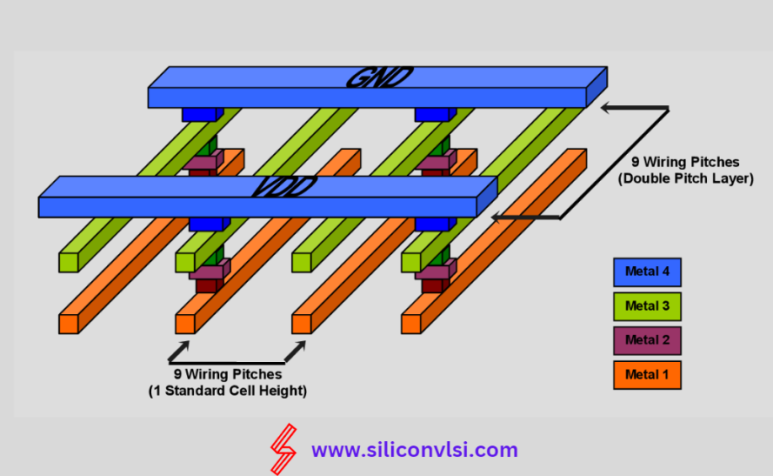 GND
9 Wiring Pitches
(Double Pitch Layer)
VDD
Metal 4
Metal 3
Metal 2
Metal 1
9 Wiring Pitches
(1 Standard Cell Height)
www.siliconvlsi.com